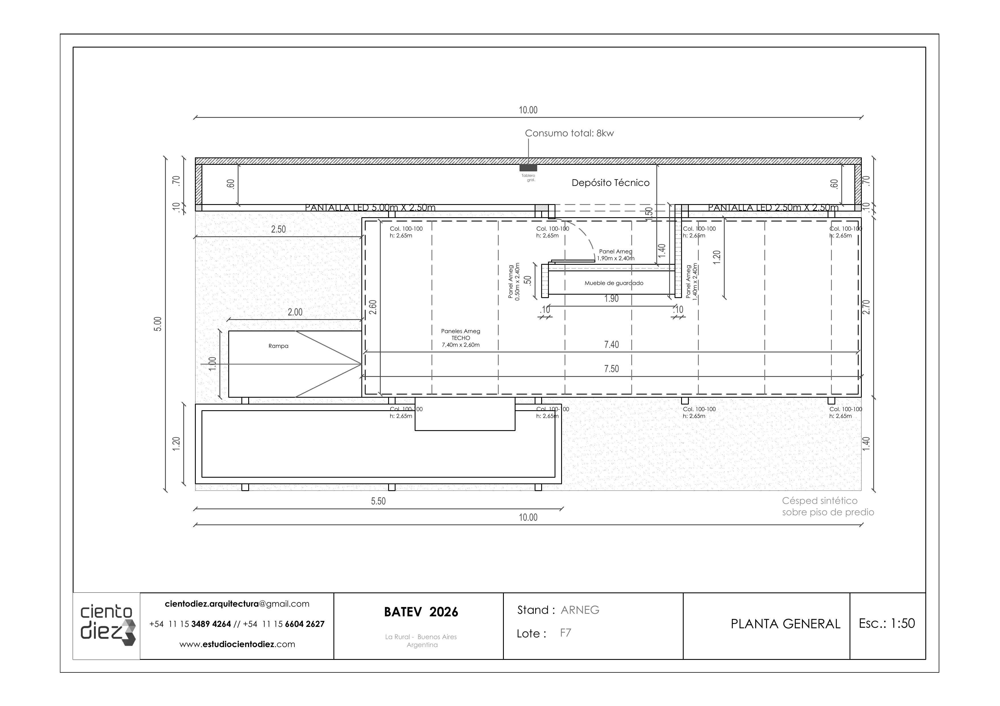 10.00
Consumo total: 8kw
Tablero
gral.
Depósito Técnico
.70
.60
.60
.70
.10
PANTALLA LED 5,00m X 2,50m
PANTALLA LED 2,50m X 2,50m
.10
1.50
2.50
Col. 100-100
h: 2,65m
Col. 100-100
h: 2,65m
Col. 100-100
h: 2,65m
Col. 100-100
h: 2,65m
Panel Arneg
1,90m x 2,40m
1.40
1.20
Panel Arneg
0,50m x 2,40m
.50
Mueble de guardado
Panel Arneg
1,40m x 2,40m
1.90
.10
.10
2.60
2.70
2.00
5.00
Paneles Arneg
TECHO
7,40m x 2,60m
Rampa
7.40
1.00
7.50
Col. 100-100
h: 2,65m
Col. 100-100
h: 2,65m
Col. 100-100
h: 2,65m
Col. 100-100
h: 2,65m
1.20
1.40
5.50
Césped sintético
sobre piso de predio
10.00
ciento
diez
cientodiez.arquitectura@gmail.com
+54 11 15 3489 4264 // +54 11 15 6604 2627
www.estudiocientodiez.com
BATEV 2026
La Rural - Buenos Aires
Argentina
Stand : ARNEG
Lote : F7
PLANTA GENERAL
Esc.: 1:50